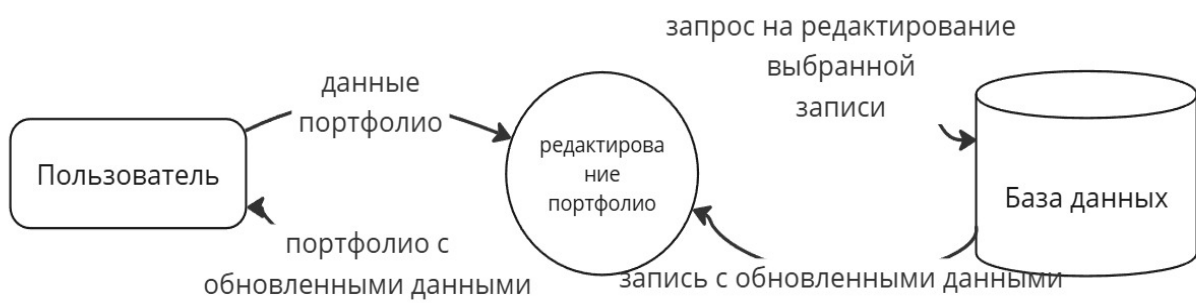 запрос на редактирование
выбранной
записи
данные
портфолио
редактирова
ние
портфолио
Пользователь
База данных
портфолио с
обновленными данными
запись с обновленными данными